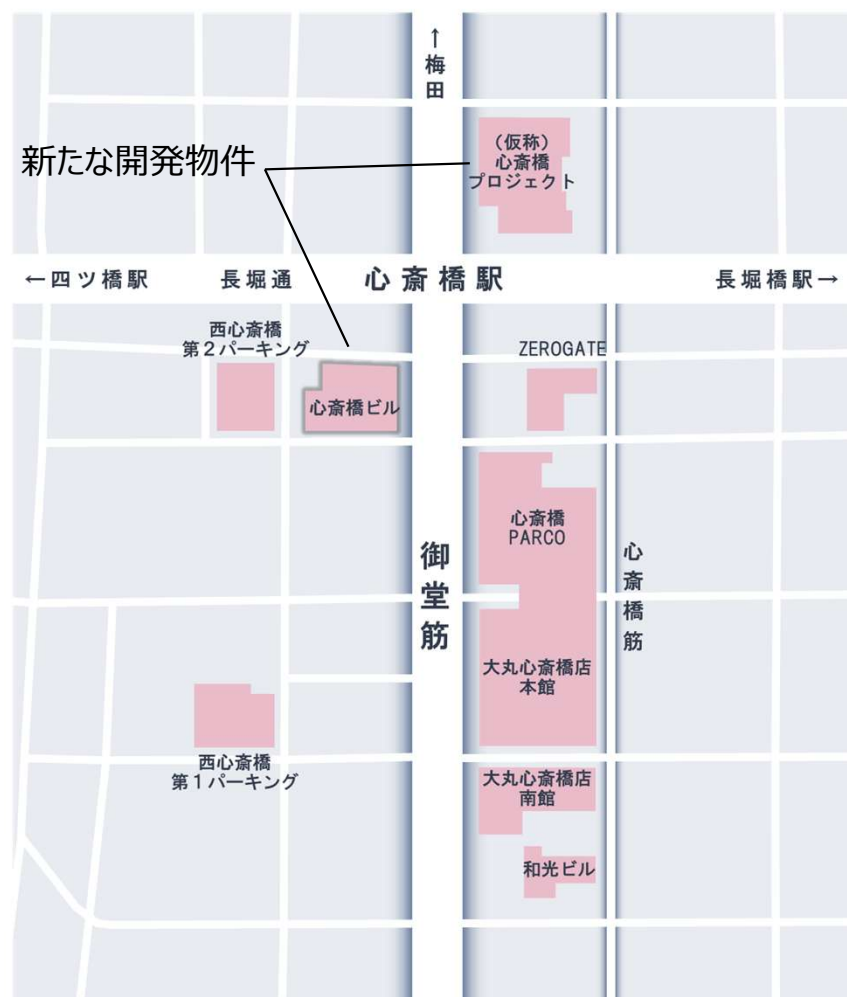 ↑梅田
(仮称)
心斎橋
プロジェクト
新たな開発物件
←四ツ橋駅
長堀通
心斎橋駅
長堀橋駅→
西心斎橋
第2パーキング
ZEROGATE
心斎橋ビル
心斎橋
PARCO
御堂筋
心斎橋筋
大丸心斎橋店
本館
西心斎橋
第1パーキング
大丸心斎橋店
南館
和光ビル